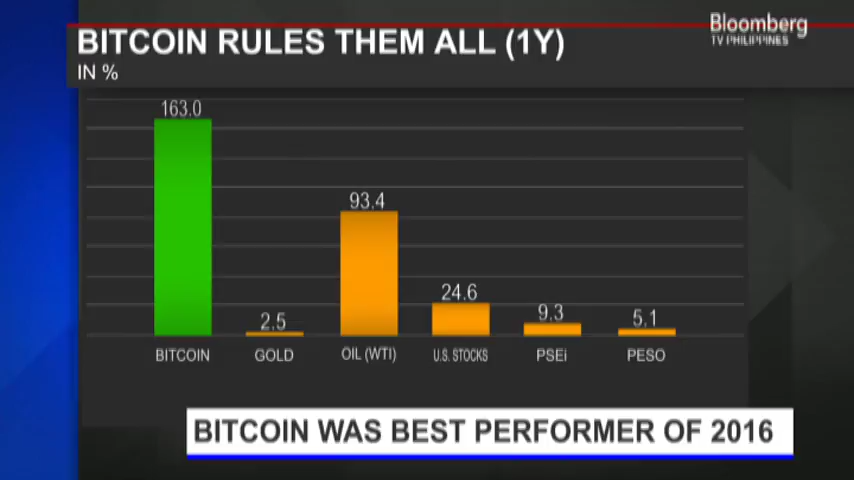 BITCOIN RULES THEM ALL (1Y)
IN %
Bloomberg
TV PHILIPPINES
163.0
2.5
93.4
24.6
9.3
5.1
BITCOIN
GOLD
OIL (WTI)
U.S. STOCKS
PSEi
PESO
BITCOIN WAS BEST PERFORMER OF 2016